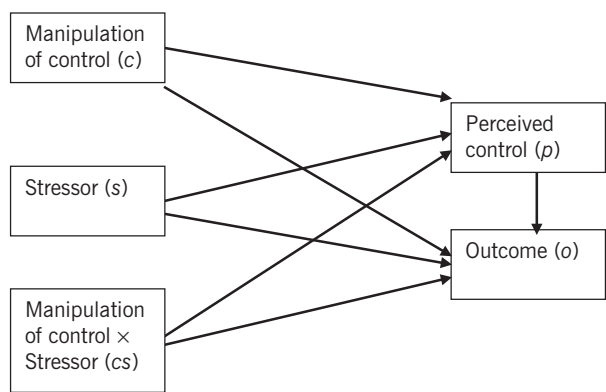 Manipulation
of control (c)
Perceived
control (p)
Stressor (s)
Outcome (o)
Manipulation
of control ×
Stressor (cs)